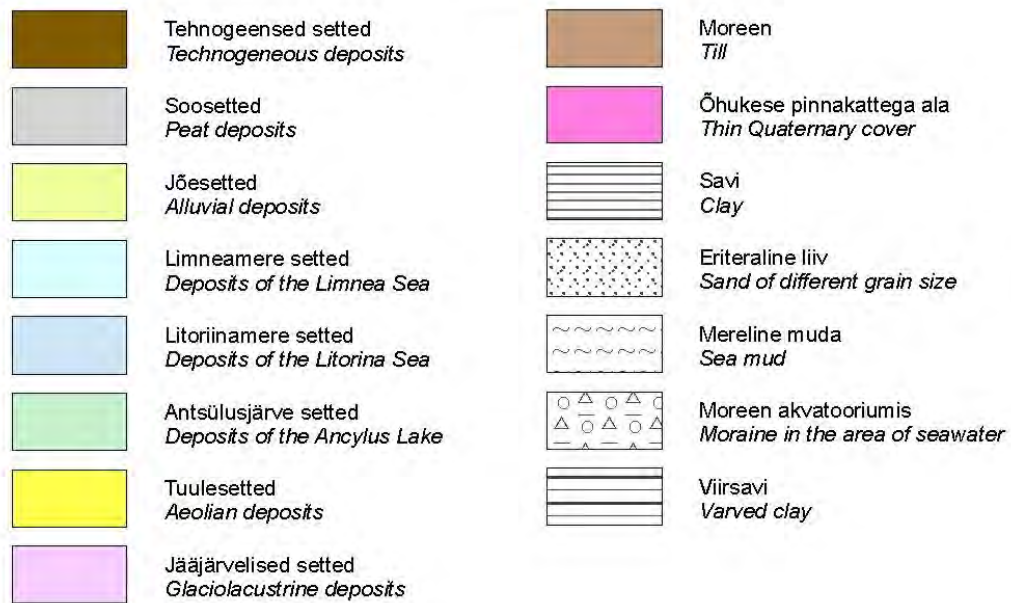 Tehnogeensed setted
Technogeneous deposits
Soosetted
Peat deposits
Jõesetted
Alluvial deposits
Limneamere setted
Deposits of the Limnea Sea
Litoriinamere setted
Deposits of the Litorina Sea
Antsülusjärve setted
Deposits of the Ancylus Lake
Tuulesetted
Aeolian deposits
Jääjärvelised setted
Glaciolacustrine deposits
Moreen
Till
Õhukese pinnakattega ala
Thin Quaternary cover
Savi
Clay
Eriteraline liiv
Sand of different grain size
Mereline muda
Sea mud
Moreen akvatooriumis
Moraine in the area of seawater
Viirsavi
Varved clay